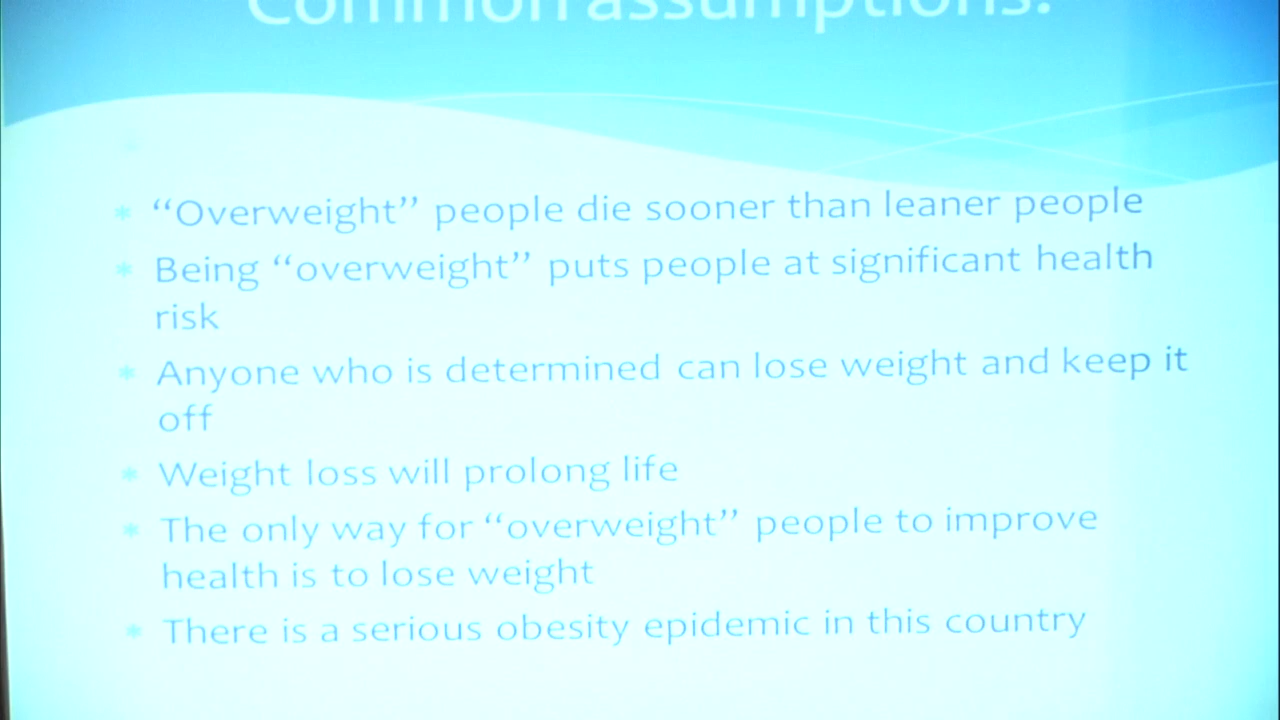 Common assumptions:
“Overweight” people die sooner than leaner people
Being “overweight” puts people at significant health
risk
Anyone who is determined can lose weight and keep it
off
Weight loss will prolong life
The only way for “overweight” people to improve
health is to lose weight
There is a serious obesity epidemic in this country